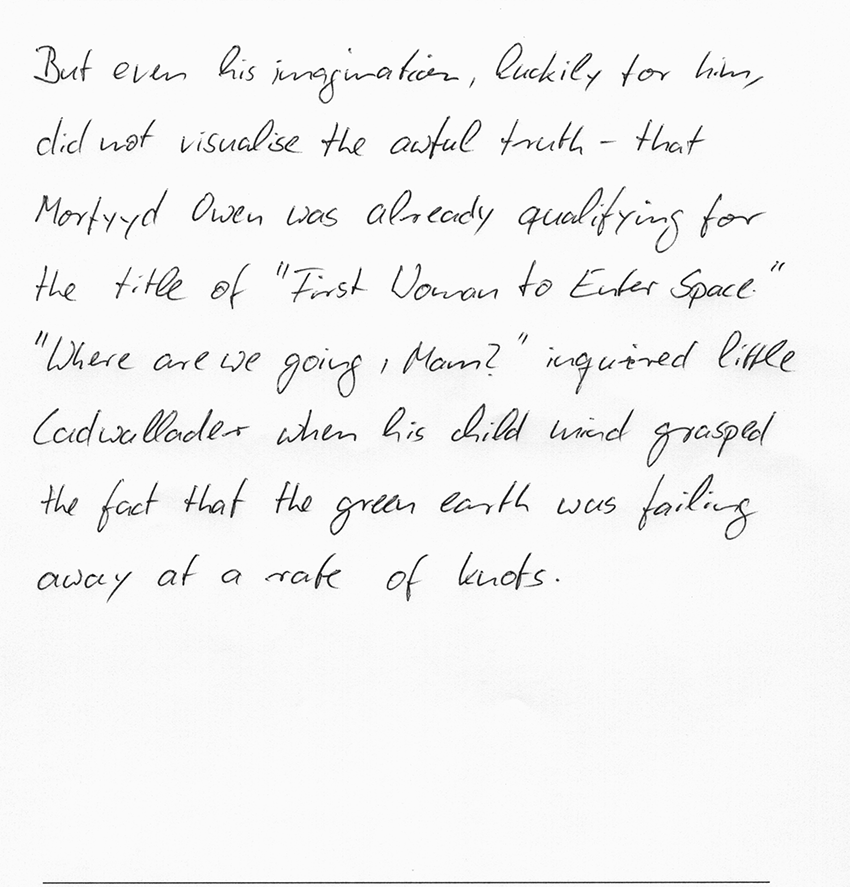 But even his imagination, luckily for him,
did not visualise the awful truth - that
Morfyyd Owen was already qualifying for
the title of "First Woman to Enter Space."
"Where are we going, Mam?" inquired little
Cadwallader when his child mind grasped
the fact that the green earth was failing
away at a rate of knots.